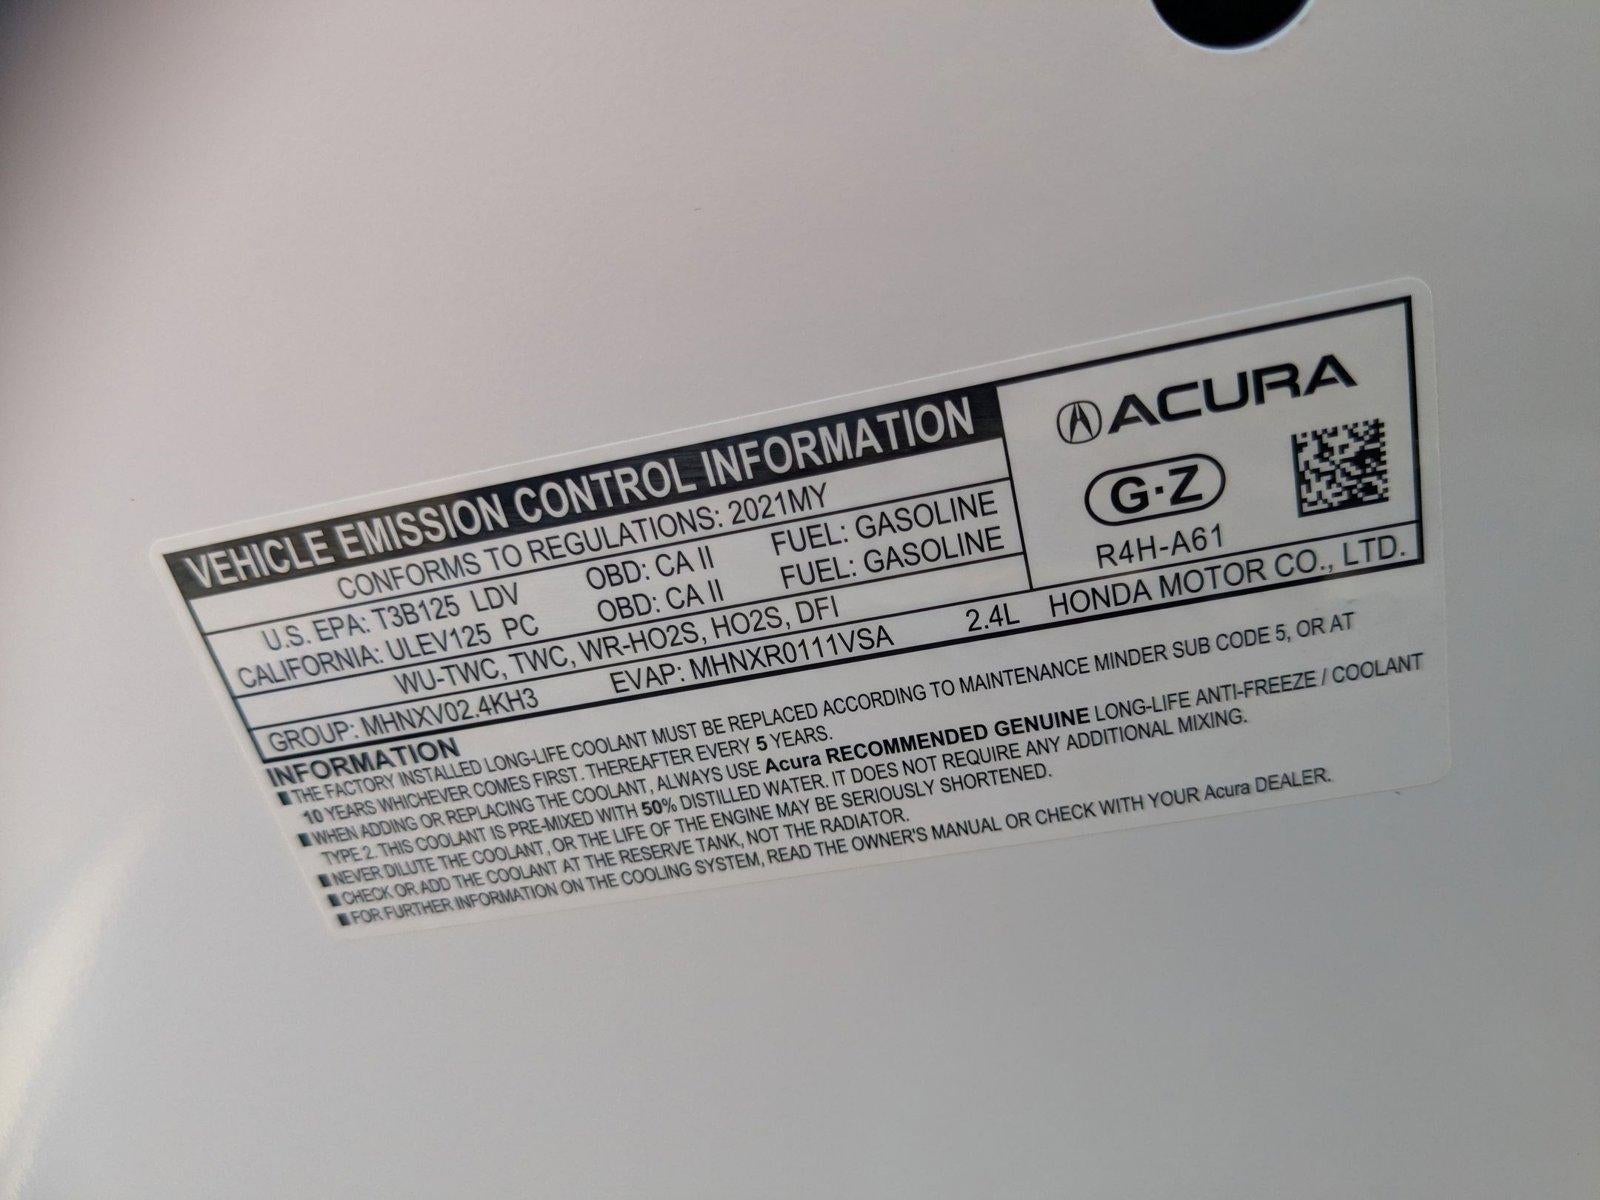 VEHICLE EMISSION CONTROL INFORMATION
CONFORMS TO REGULATIONS: 2021MY
U.S. EPA: T3B125 LDV OBD: CA II FUEL: GASOLINE
CALIFORNIA: ULEV125 PC OBD: CA II FUEL: GASOLINE
WU-TWC, TWC, WR-HO2S, HO2S, DFI
GROUP: MHNXV02.4KH3 EVAP: MHNXR0111VSA 2.4L HONDA MOTOR CO., LTD.
ACURA
G·Z
R4H-A61
INFORMATION
■ THE FACTORY INSTALLED LONG-LIFE COOLANT MUST BE REPLACED ACCORDING TO MAINTENANCE MINDER SUB CODE 5, OR AT
10 YEARS WHICHEVER COMES FIRST. THEREAFTER EVERY 5 YEARS.
■ WHEN ADDING OR REPLACING THE COOLANT, ALWAYS USE Acura RECOMMENDED GENUINE LONG-LIFE ANTI-FREEZE / COOLANT
TYPE 2. THIS COOLANT IS PRE-MIXED WITH 50% DISTILLED WATER. IT DOES NOT REQUIRE ANY ADDITIONAL MIXING.
■ NEVER DILUTE THE COOLANT, OR THE LIFE OF THE ENGINE MAY BE SERIOUSLY SHORTENED.
■ CHECK OR ADD THE COOLANT AT THE RESERVE TANK, NOT THE RADIATOR.
■ FOR FURTHER INFORMATION ON THE COOLING SYSTEM, READ THE OWNER'S MANUAL OR CHECK WITH YOUR Acura DEALER.